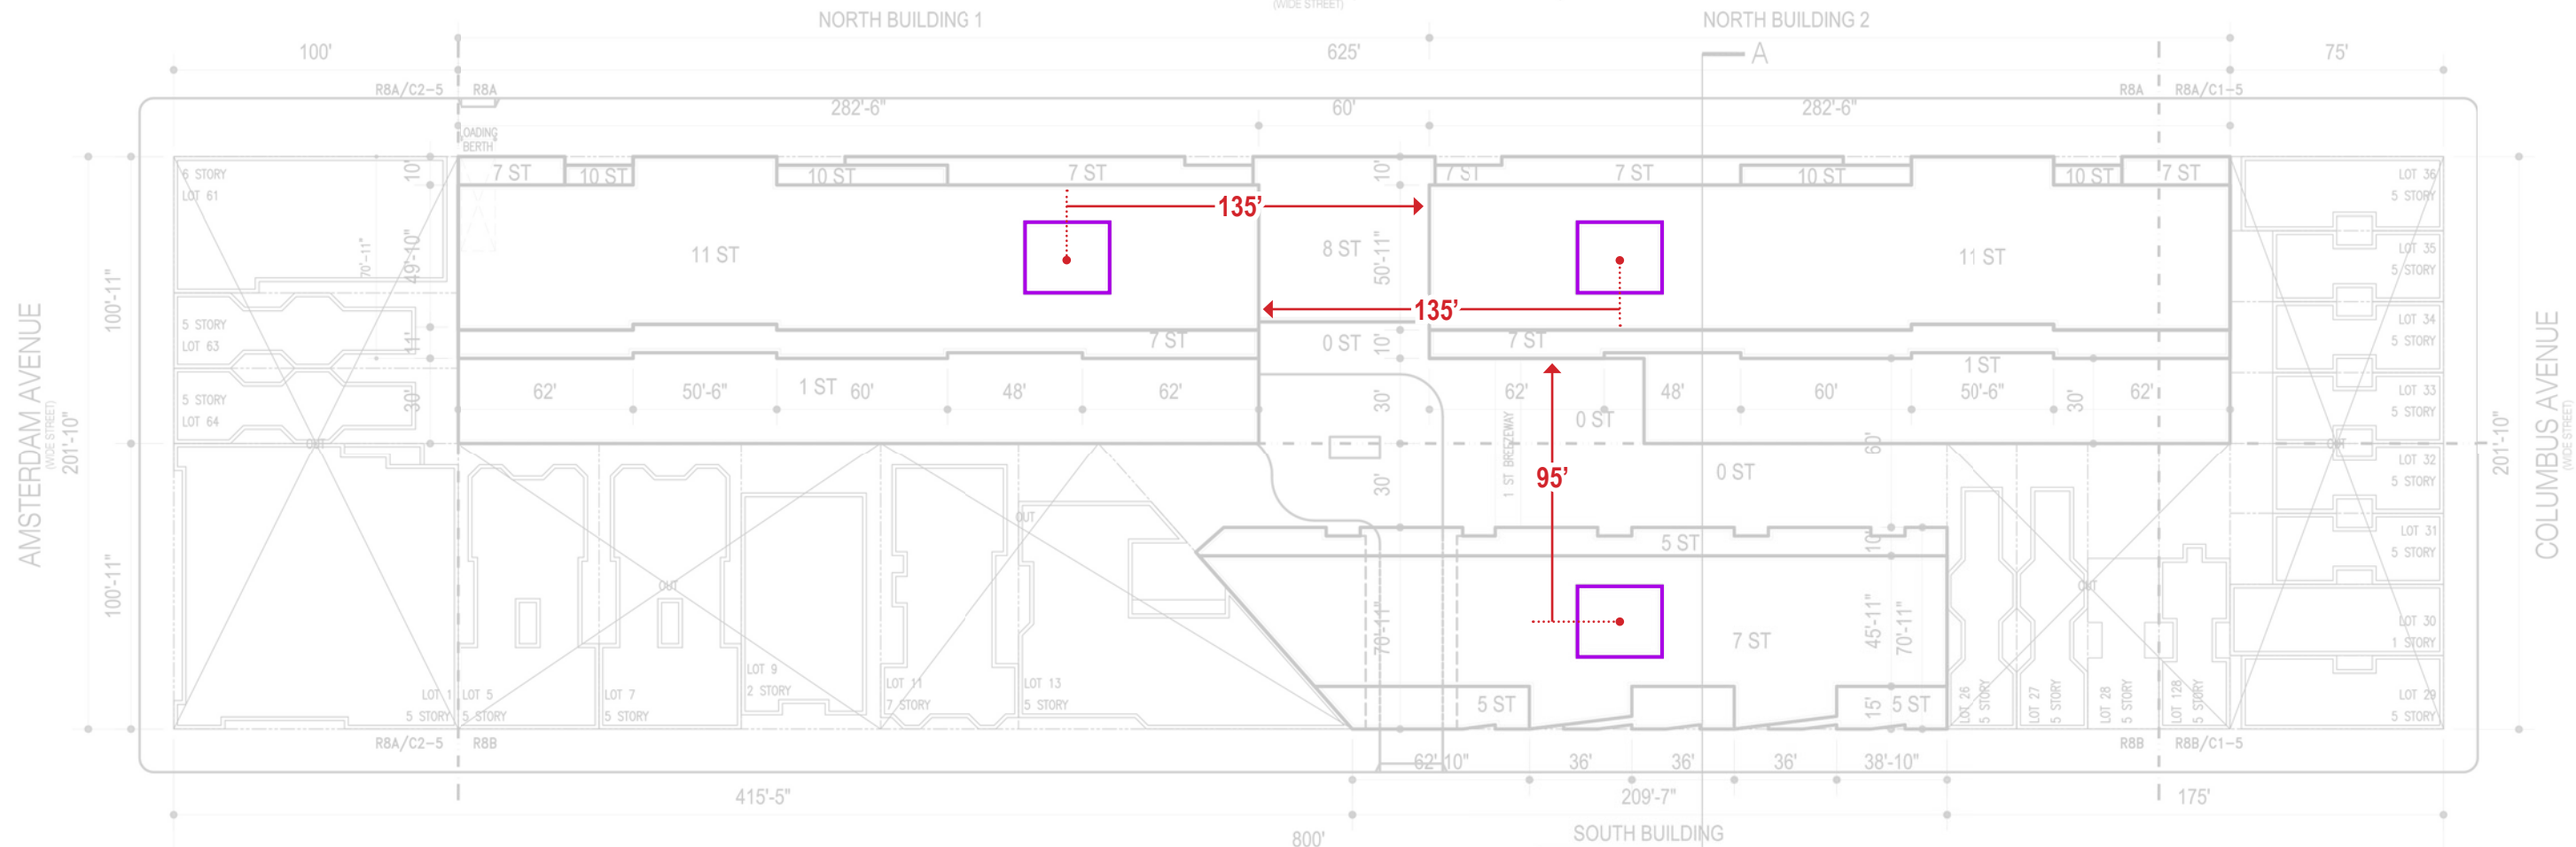 (WIDE STREET)
NORTH BUILDING 1
NORTH BUILDING 2
100'
625'
75'
A
R8A/C2-5
R8A
R8A
R8A/C1-5
282'-6"
60'
282'-6"
LOADING
BERTH
7 ST
10 ST
10 ST
7 ST
7 ST
7 ST
10 ST
10 ST
7 ST
10'
10'
6 STORY
LOT 61
LOT 36
5 STORY
135'
11 ST
8 ST
11 ST
70'-11"
49'-10"
50'-11"
LOT 35
5 STORY
100'-11"
135'
5 STORY
LOT 63
LOT 34
5 STORY
11'
7 ST
0 ST
10'
7 ST
1 ST
AMSTERDAM AVENUE
(WIDE STREET)
201'-10"
COLUMBUS AVENUE
(WIDE STREET)
201'-10"
5 STORY
LOT 64
30'
62'
50'-6"
1 ST
60'
48'
62'
30'
62'
48'
60'
50'-6"
30'
62'
LOT 33
5 STORY
0 ST
OUT
60'
OUT
1 ST BREEZEWAY
95'
30'
0 ST
LOT 32
5 STORY
OUT
5 ST
10'
LOT 31
5 STORY
100'-11"
OUT
OUT
70'-11"
7 ST
45'-11"
70'-11"
LOT 30
1 STORY
LOT 1
5 STORY
LOT 5
5 STORY
LOT 7
5 STORY
LOT 9
2 STORY
LOT 11
7 STORY
LOT 13
5 STORY
5 ST
15'
5 ST
LOT 26
5 STORY
LOT 27
5 STORY
LOT 28
5 STORY
LOT 128
5 STORY
LOT 29
5 STORY
R8A/C2-5
R8B
R8B
R8B/C1-5
62'-10"
36'
36'
36'
38'-10"
415'-5"
209'-7"
175'
800'
SOUTH BUILDING